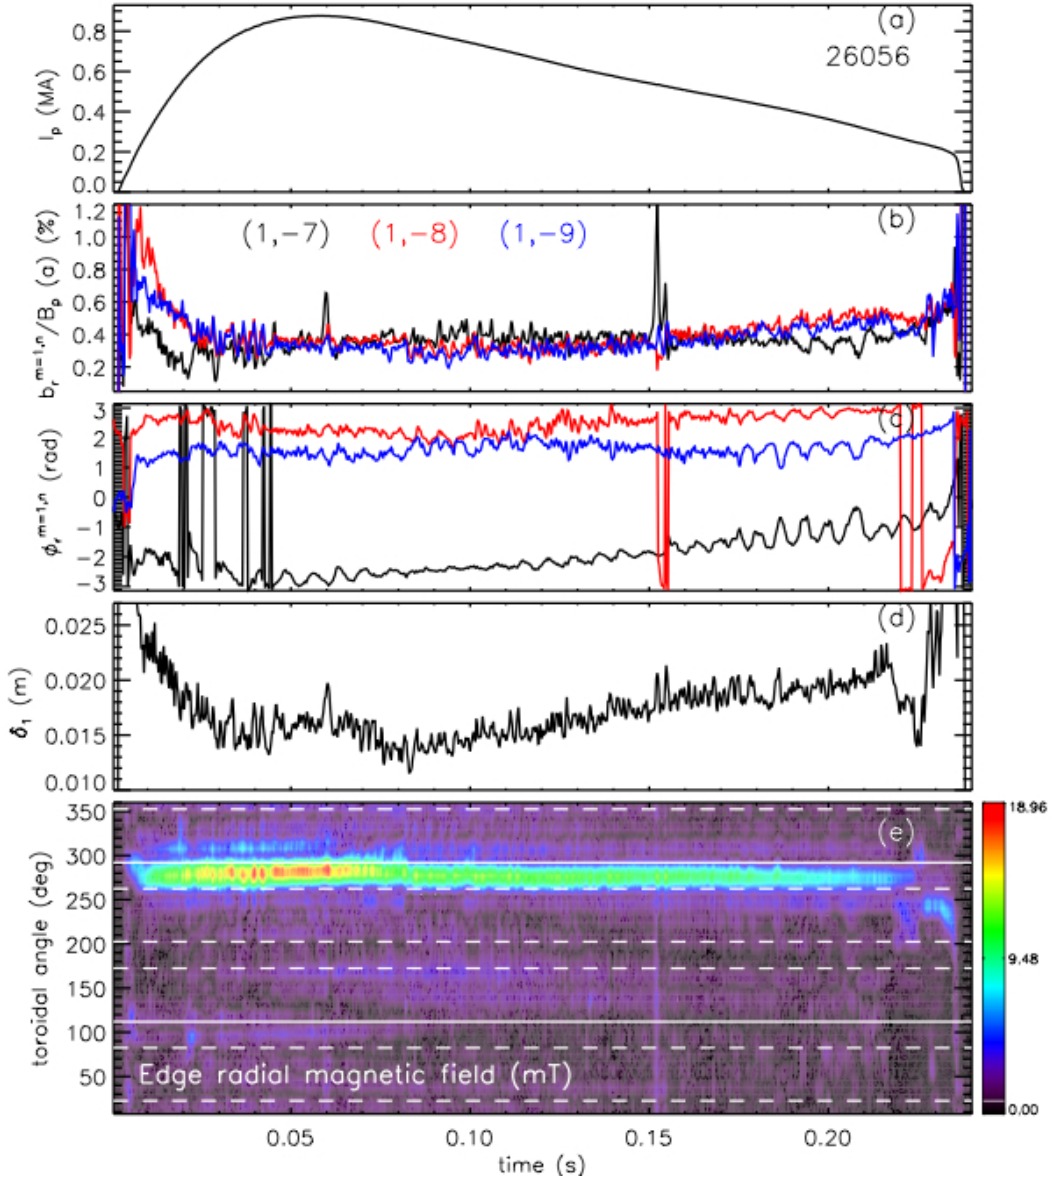 (a)
26056
0.8
0.6
0.4
0.2
0.0
I_p (MA)
(b)
(1,−7) (1,−8) (1,−9)
1.2
1.0
0.8
0.6
0.4
0.2
b_r^{m=1,n}/B_p (a) (%)
(c)
3
2
1
0
−1
−2
−3
ϕ_r^{m=1,n} (rad)
(d)
0.025
0.020
0.015
0.010
δ_1 (m)
(e)
350
300
250
200
150
100
50
toroidal angle (deg)
Edge radial magnetic field (mT)
18.96
9.48
0.00
0.05 0.10 0.15 0.20
time (s)